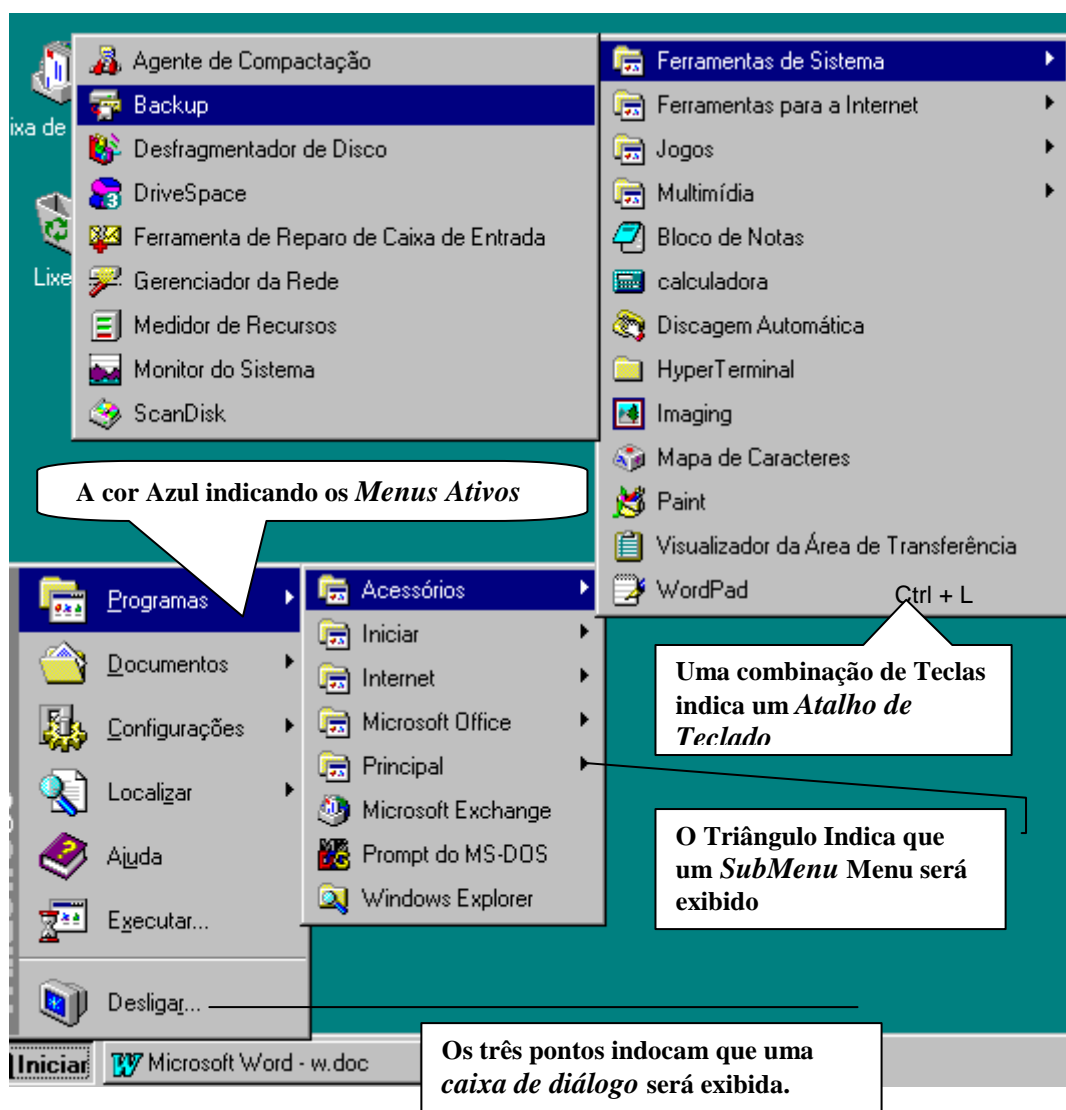 Agente de Compactação
Backup
Desfragmentador de Disco
DriveSpace
Ferramenta de Reparo de Caixa de Entrada
Gerenciador da Rede
Medidor de Recursos
Monitor do Sistema
ScanDisk
Ferramentas de Sistema
Ferramentas para a Internet
Jogos
Multimídia
Bloco de Notas
calculadora
Discagem Automática
HyperTerminal
Imaging
Mapa de Caracteres
Paint
Visualizador da Área de Transferência
WordPad
Ctrl + L
ixa de
Lixe
A cor Azul indicando os Menus Ativos
Programas
Documentos
Configurações
Localizar
Ajuda
Executar...
Desligar...
Acessórios
Iniciar
Internet
Microsoft Office
Principal
Microsoft Exchange
Prompt do MS-DOS
Windows Explorer
Uma combinação de Teclas
indica um Atalho de
Teclado
O Triângulo Indica que
um SubMenu Menu será
exibido
Os três pontos indocam que uma
caixa de diálogo será exibida.
Iniciar
Microsoft Word - w.doc